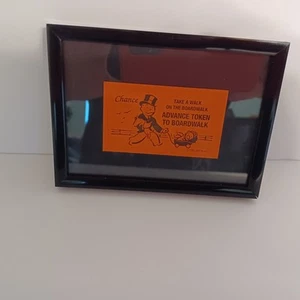 Chance
TAKE A WALK
ON THE BOARDWALK
ADVANCE TOKEN
TO BOARDWALK